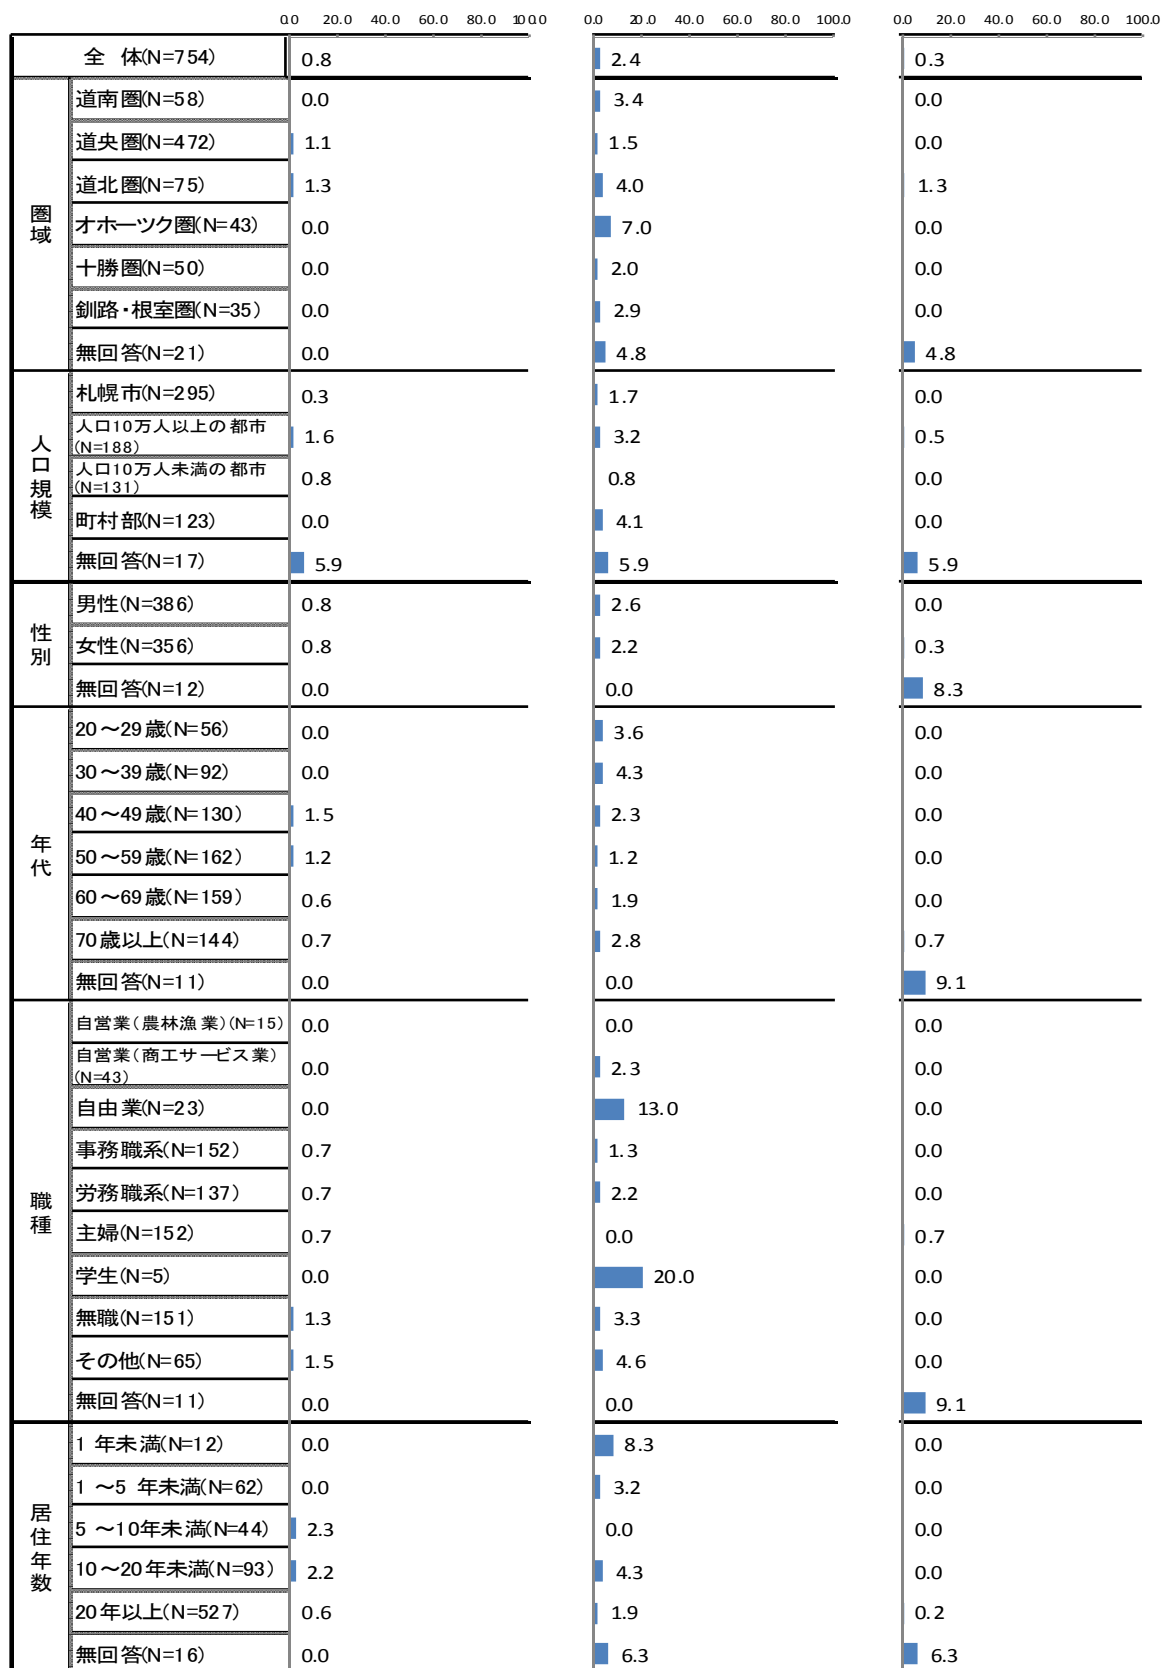 0.0 20.0 40.0 60.0 80.0 100.0 0.0 20.0 40.0 60.0 80.0 100.0 0.0 20.0 40.0 60.0 80.0 100.0
全 体(N=754) 0.8 2.4 0.3
圏域
道南圏(N=58) 0.0 3.4 0.0
道央圏(N=472) 1.1 1.5 0.0
道北圏(N=75) 1.3 4.0 1.3
オホーツク圏(N=43) 0.0 7.0 0.0
十勝圏(N=50) 0.0 2.0 0.0
釧路・根室圏(N=35) 0.0 2.9 0.0
無回答(N=21) 0.0 4.8 4.8
人口規模
札幌市(N=295) 0.3 1.7 0.0
人口10万人以上の都市
(N=188) 1.6 3.2 0.5
人口10万人未満の都市
(N=131) 0.8 0.8 0.0
町村部(N=123) 0.0 4.1 0.0
無回答(N=17) 5.9 5.9 5.9
性別
男性(N=386) 0.8 2.6 0.0
女性(N=356) 0.8 2.2 0.3
無回答(N=12) 0.0 0.0 8.3
年代
20～29歳(N=56) 0.0 3.6 0.0
30～39歳(N=92) 0.0 4.3 0.0
40～49歳(N=130) 1.5 2.3 0.0
50～59歳(N=162) 1.2 1.2 0.0
60～69歳(N=159) 0.6 1.9 0.0
70歳以上(N=144) 0.7 2.8 0.7
無回答(N=11) 0.0 0.0 9.1
職種
自営業(農林漁業)(N=15) 0.0 0.0 0.0
自営業(商工サービス業)
(N=43) 0.0 2.3 0.0
自由業(N=23) 0.0 13.0 0.0
事務職系(N=152) 0.7 1.3 0.0
労務職系(N=137) 0.7 2.2 0.0
主婦(N=152) 0.7 0.0 0.7
学生(N=5) 0.0 20.0 0.0
無職(N=151) 1.3 3.3 0.0
その他(N=65) 1.5 4.6 0.0
無回答(N=11) 0.0 0.0 9.1
居住年数
1 年未満(N=12) 0.0 8.3 0.0
1 ～5 年未満(N=62) 0.0 3.2 0.0
5 ～10年未満(N=44) 2.3 0.0 0.0
10～20年未満(N=93) 2.2 4.3 0.0
20年以上(N=527) 0.6 1.9 0.2
無回答(N=16) 0.0 6.3 6.3